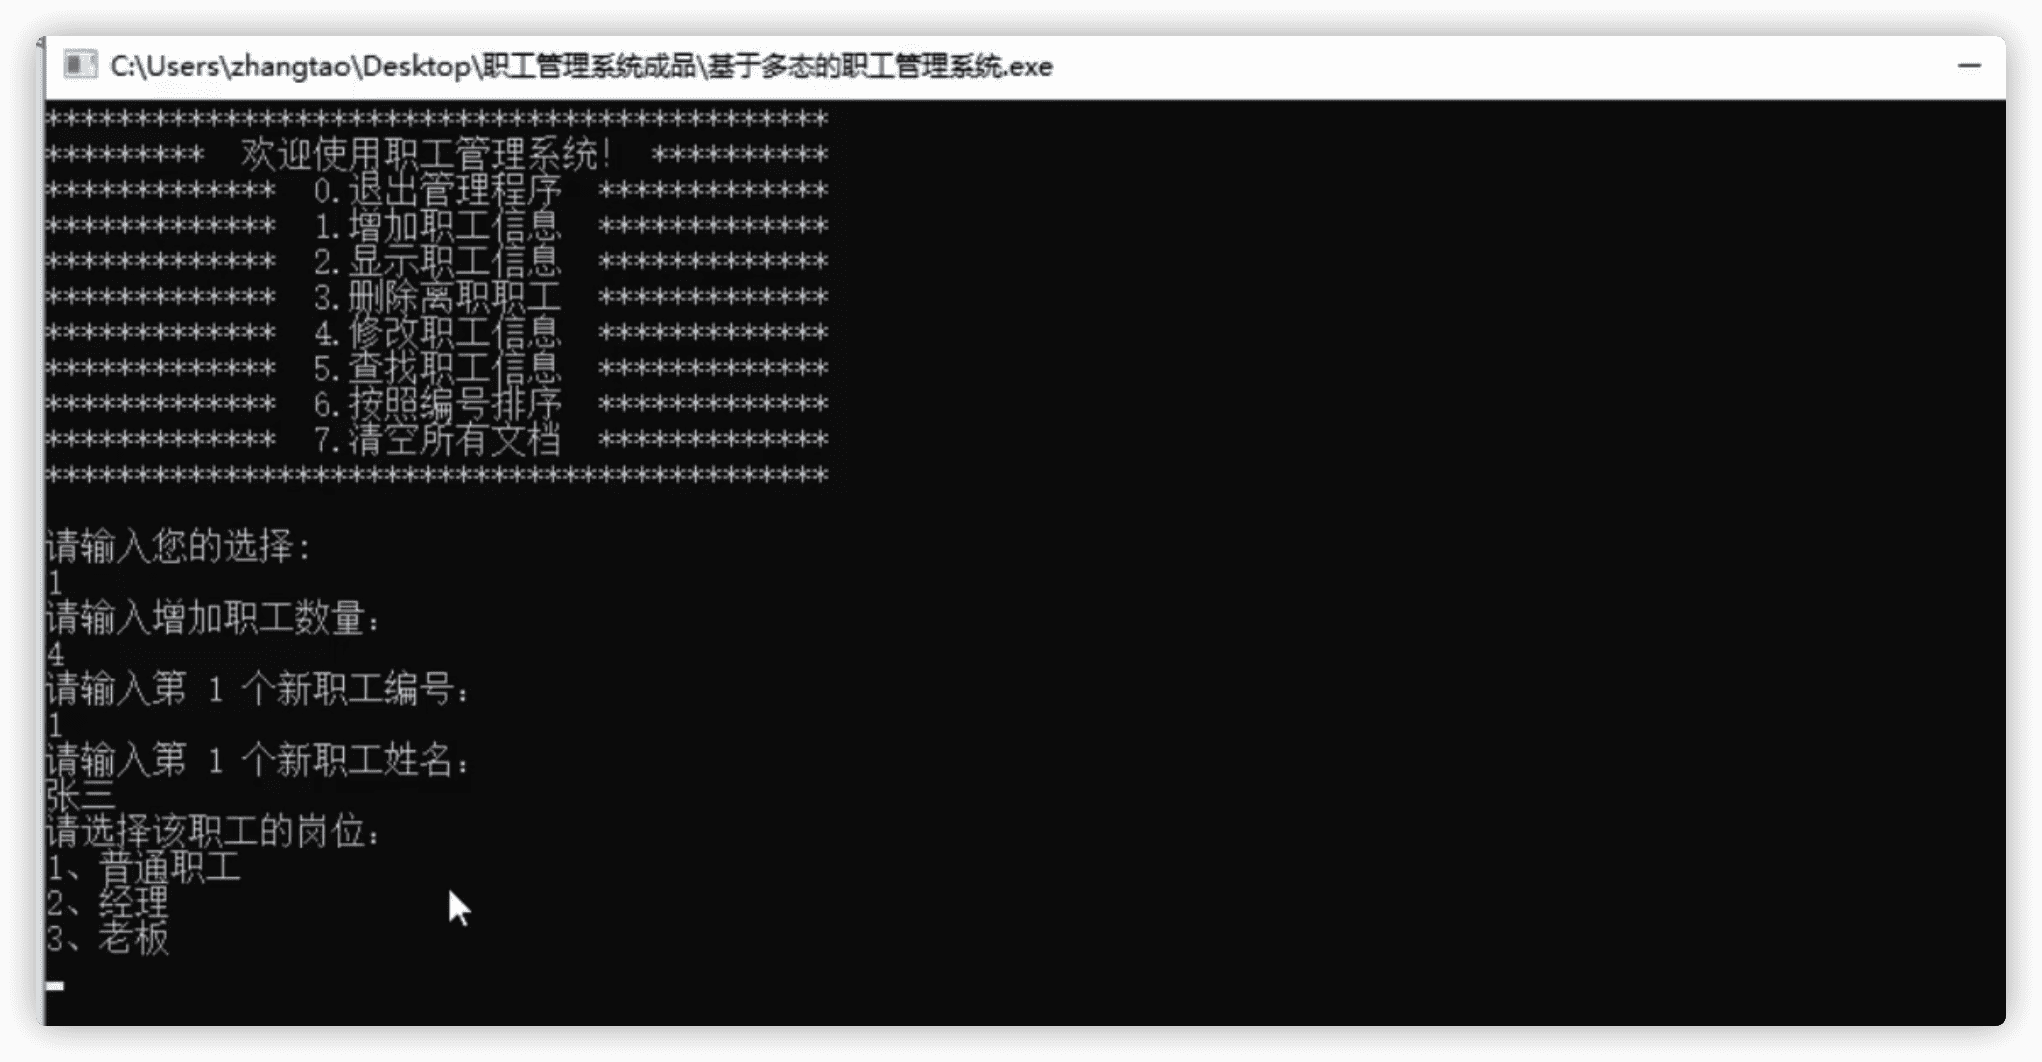 C:\Users\zhangtao\Desktop\职工管理系统成品\基于多态的职工管理系统.exe
********************************************
*********  欢迎使用职工管理系统！  **********
*************  0.退出管理程序  *************
*************  1.增加职工信息  *************
*************  2.显示职工信息  *************
*************  3.删除离职职工  *************
*************  4.修改职工信息  *************
*************  5.查找职工信息  *************
*************  6.按照编号排序  *************
*************  7.清空所有文档  *************
********************************************
请输入您的选择:
1
请输入增加职工数量：
4
请输入第 1 个新职工编号：
1
请输入第 1 个新职工姓名：
张三
请选择该职工的岗位：
1、普通职工
2、经理
3、老板